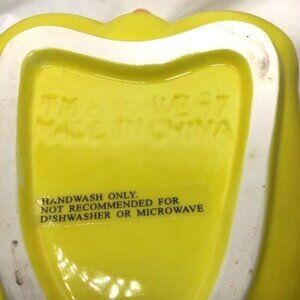 TM & © WB 97
MADE IN CHINA
HANDWASH ONLY.
NOT RECOMMENDED FOR
DISHWASHER OR MICROWAVE